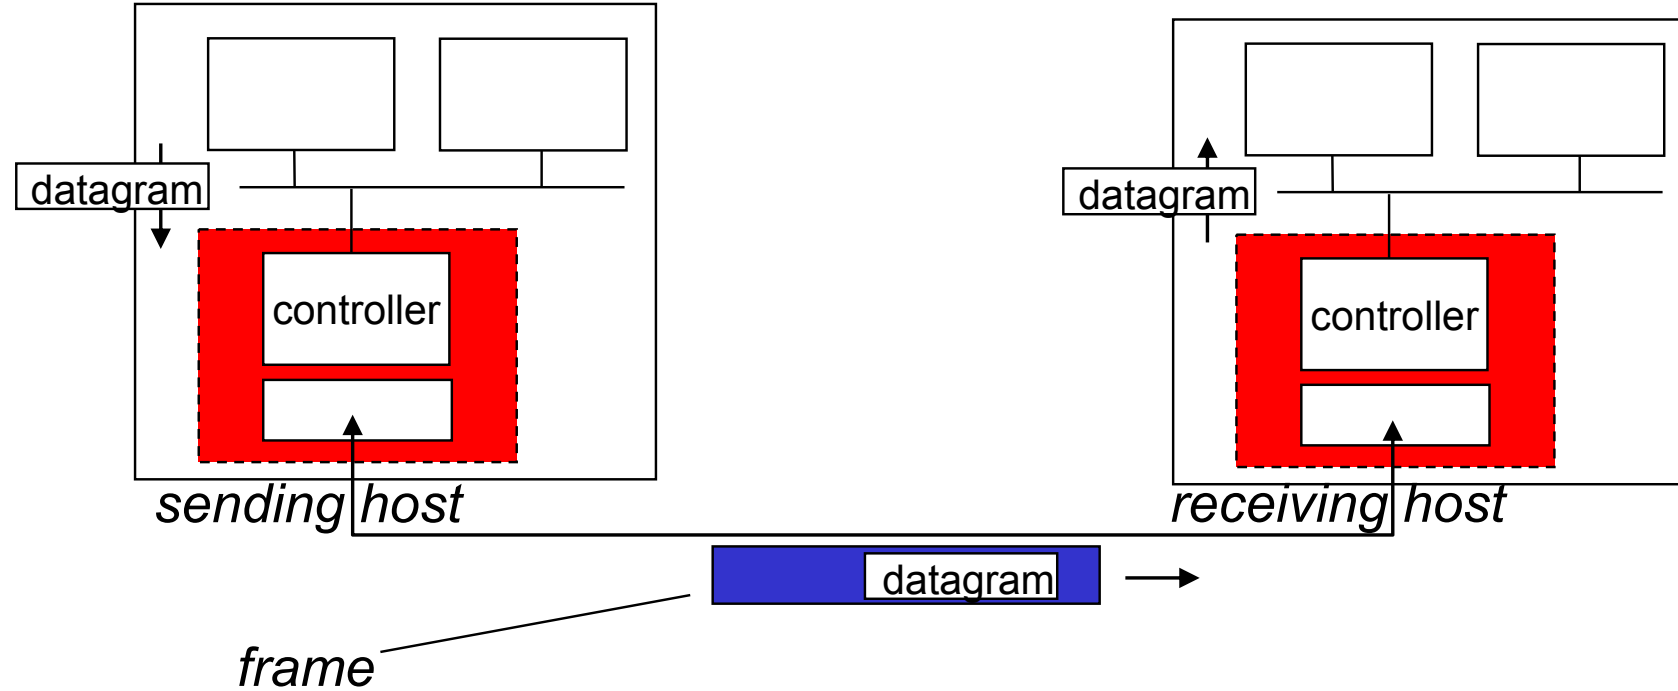 datagram
controller
sending host
datagram
controller
receiving host
datagram
frame